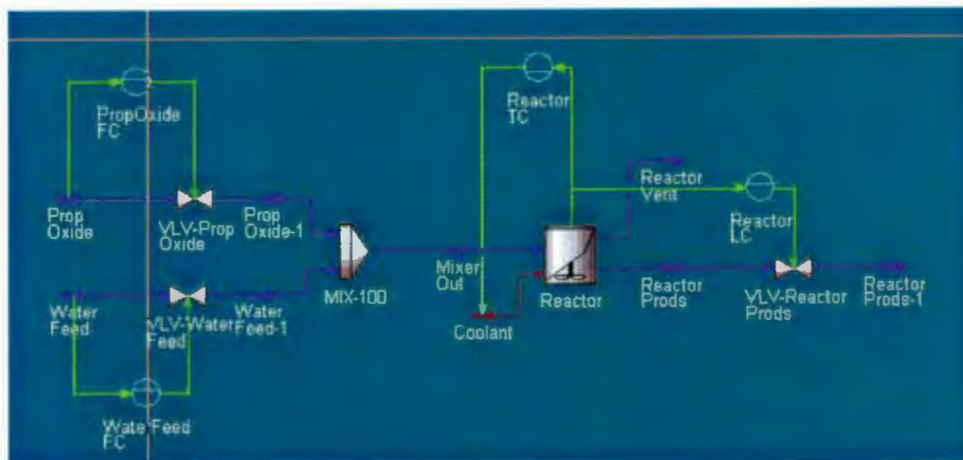 PropOxide
FC
Reactor
TC
Prop
Oxide
VLV-Prop
Oxide
Prop
Oxide-1
MIX-100
Mixer
Out
Reactor
Vent
Reactor
LC
Reactor
Reactor
Prods
VLV-Reactor
Prods
Reactor
Prods-1
Water
Feed
VLV-Water
Feed
Water
Feed-1
Coolant
Wate Feed
FC